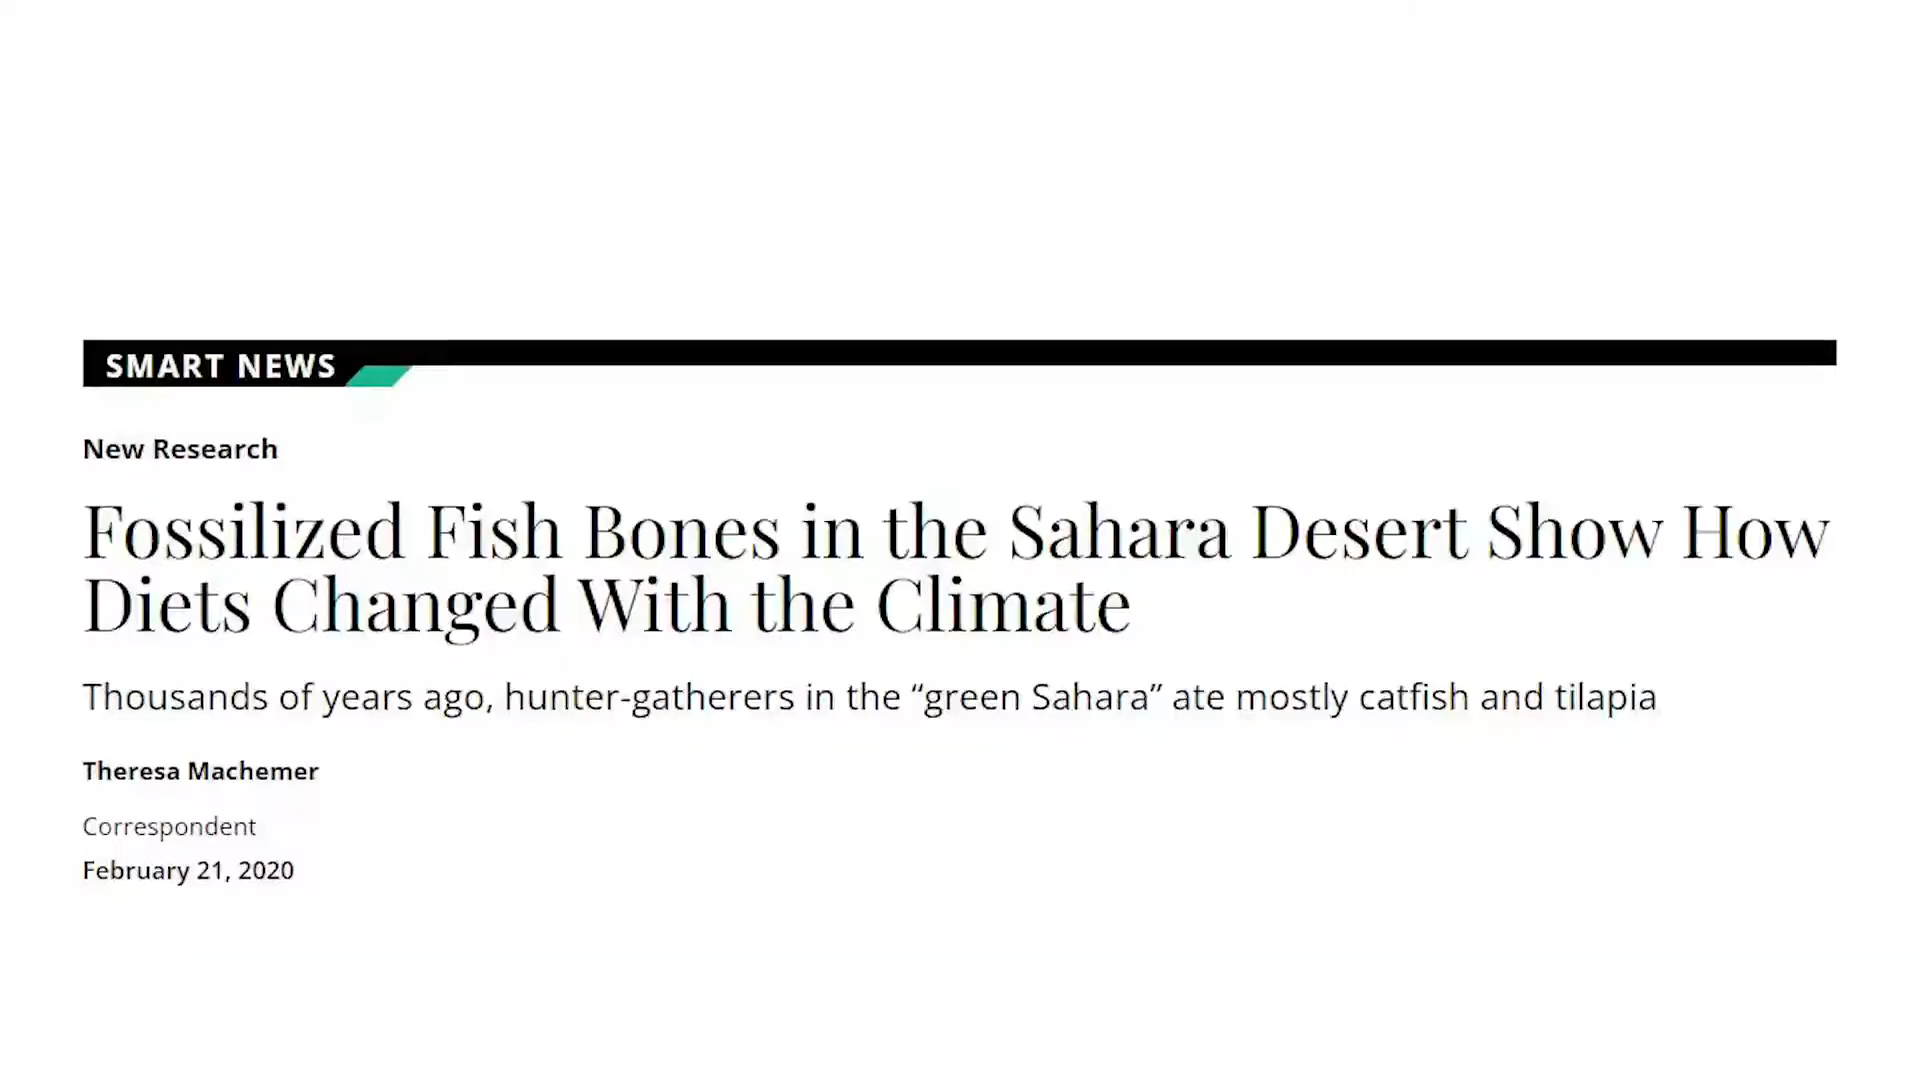 SMART NEWS
New Research
Fossilized Fish Bones in the Sahara Desert Show How
Diets Changed With the Climate
Thousands of years ago, hunter-gatherers in the “green Sahara” ate mostly catfish and tilapia
Theresa Machemer
Correspondent
February 21, 2020